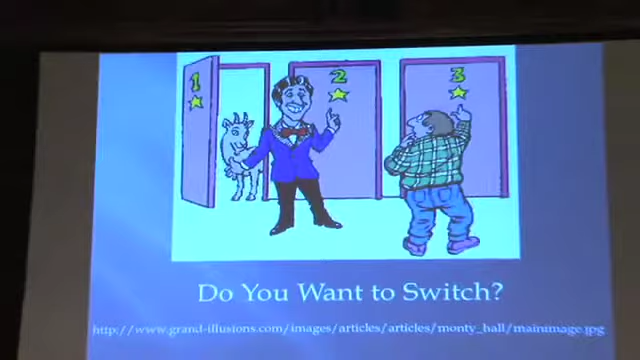 1
2
3
Do You Want to Switch?
http://www.grand-illusions.com/images/articles/articles/monty_hall/mainimage.jpg